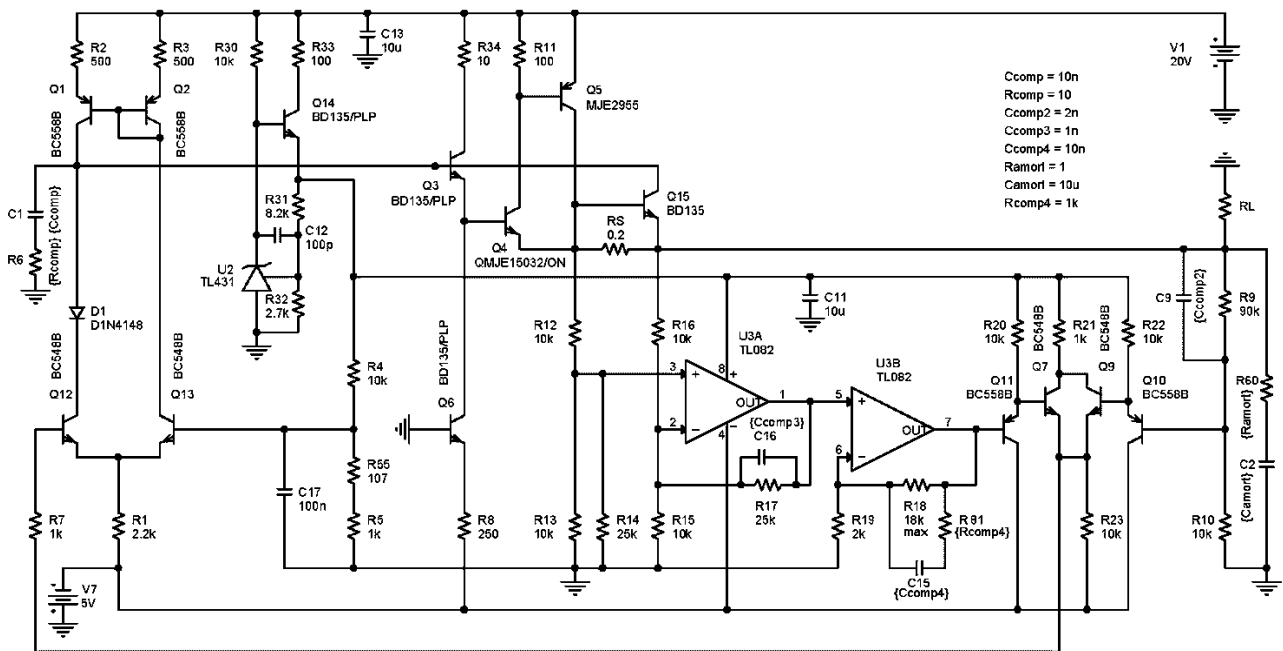 R2
500
R3
500
R30
10k
R33
100
C13
10u
R34
10
R11
100
V1
20V
Q1
Q2
BC558B
BC558B
Q14
BD135/PLP
Q5
MJE2955
Ccomp = 10n
Rcomp = 10
Ccomp2 = 2n
Ccomp3 = 1n
Ccomp4 = 10n
Ramorl = 1
Camorl = 10u
Rcomp4 = 1k
C1
{Ccomp}
R6
{Rcomp}
R31
8.2k
C12
100p
U2
TL431
R32
2.7k
Q3
BD135/PLP
Q4
QMJE15032/ON
Q15
BD135
RS
0.2
RL
D1
D1N4148
BC548B
BC548B
Q12
Q13
R4
10k
BD135/PLP
Q6
R12
10k
R16
10k
C11
10u
U3A
TL082
3
2
8
4
1
+
−
+
−
OUT
U3B
TL082
5
6
7
+
−
OUT
R20
10k
BC548B
R21
1k
BC548B
R22
10k
Q7
Q9
Q11
BC558B
Q10
BC558B
C9
{Ccomp2}
R9
90k
R60
{Ramorl}
C2
{Camorl}
{Ccomp3}
C16
R17
25k
R18
18k
max
R81
{Rcomp4}
C15
{Ccomp4}
R7
1k
R1
2.2k
C17
100n
R55
107
R5
1k
R8
250
R13
10k
R14
25k
R15
10k
R19
2k
R23
10k
R10
10k
V7
5V